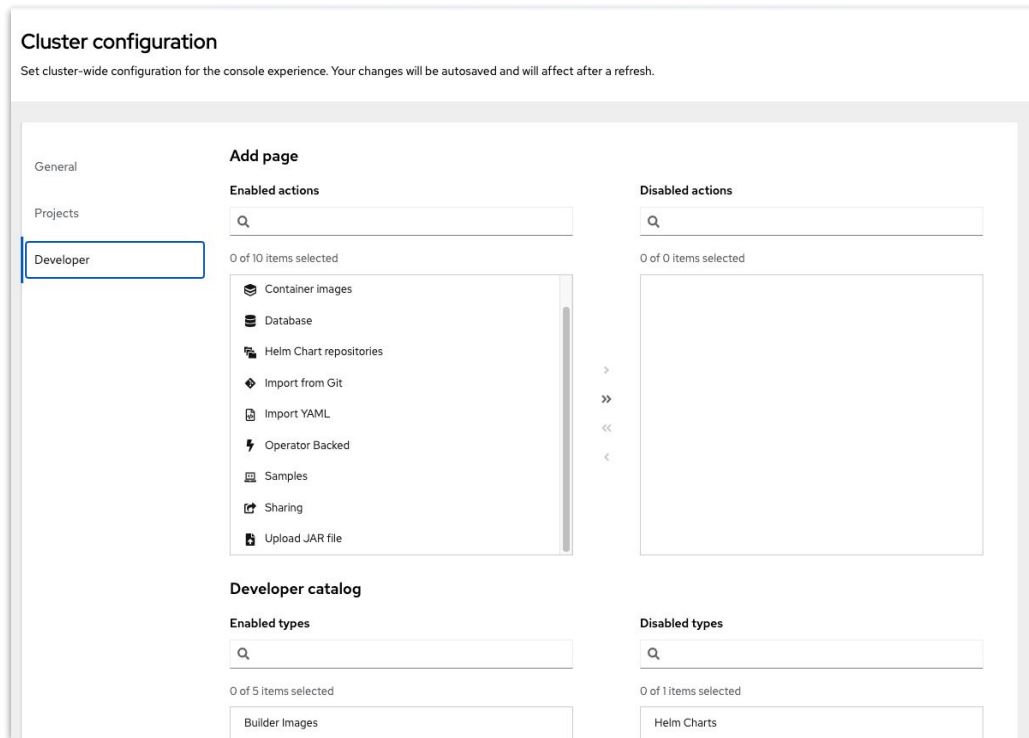 Cluster configuration
Set cluster-wide configuration for the console experience. Your changes will be autosaved and will affect after a refresh.
General
Projects
Developer
Add page
Enabled actions
0 of 10 items selected
Container images
Database
Helm Chart repositories
Import from Git
Import YAML
Operator Backed
Samples
Sharing
Upload JAR file
Disabled actions
0 of 0 items selected
Developer catalog
Enabled types
0 of 5 items selected
Builder Images
Disabled types
0 of 1 items selected
Helm Charts